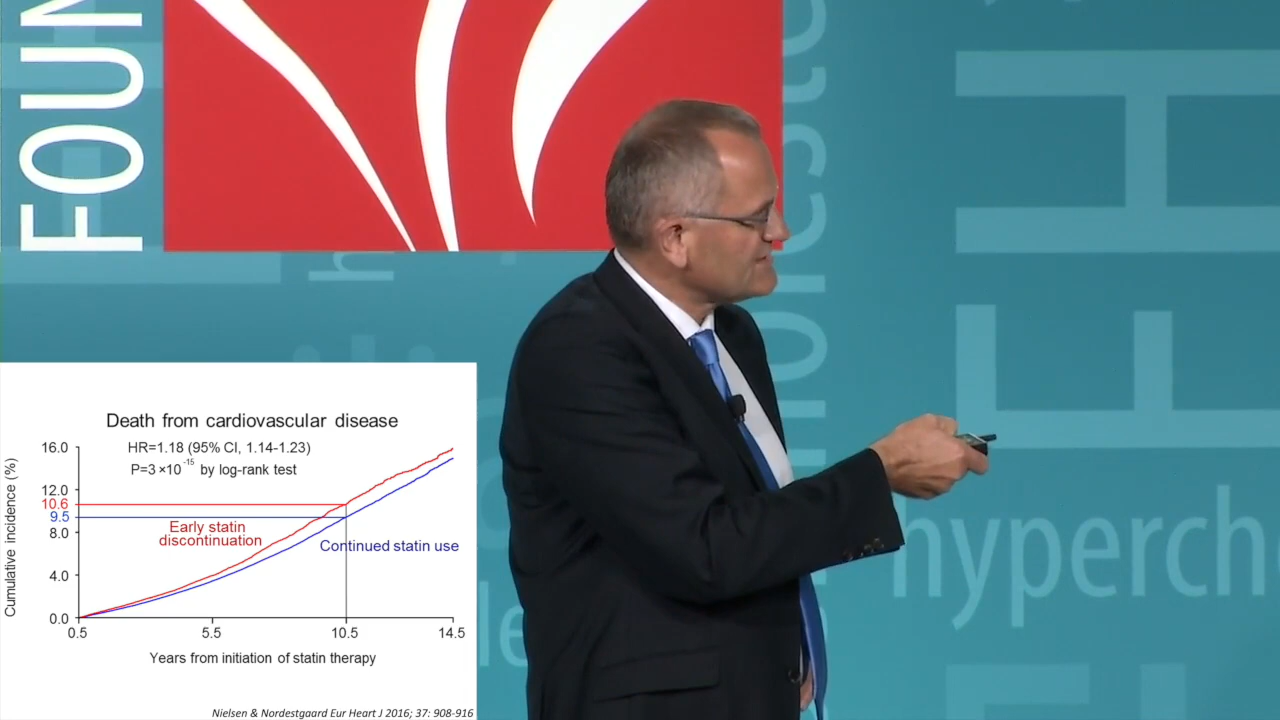 FOUN
hypercho
Death from cardiovascular disease
HR=1.18 (95% CI, 1.14-1.23)
P=3×10-15 by log-rank test
Cumulative incidence (%)
16.0
12.0
10.6
9.5
8.0
4.0
0.0
Early statin
discontinuation
Continued statin use
0.5 5.5 10.5 14.5
Years from initiation of statin therapy
Nielsen & Nordestgaard Eur Heart J 2016; 37: 908-916